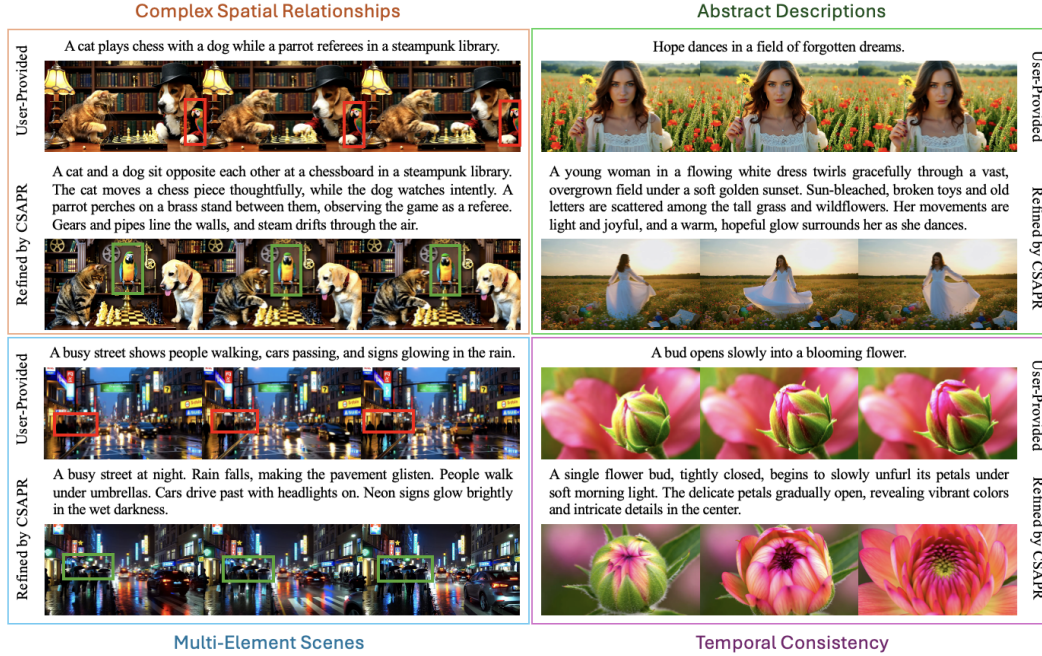 Complex Spatial Relationships
Abstract Descriptions
User-Provided
A cat plays chess with a dog while a parrot referees in a steampunk library.
Refined by CSAPR
A cat and a dog sit opposite each other at a chessboard in a steampunk library.
The cat moves a chess piece thoughtfully, while the dog watches intently. A
parrot perches on a brass stand between them, observing the game as a referee.
Gears and pipes line the walls, and steam drifts through the air.
Hope dances in a field of forgotten dreams.
User-Provided
A young woman in a flowing white dress twirls gracefully through a vast,
overgrown field under a soft golden sunset. Sun-bleached, broken toys and old
letters are scattered among the tall grass and wildflowers. Her movements are
light and joyful, and a warm, hopeful glow surrounds her as she dances.
Refined by CSAPR
User-Provided
A busy street shows people walking, cars passing, and signs glowing in the rain.
Refined by CSAPR
A busy street at night. Rain falls, making the pavement glisten. People walk
under umbrellas. Cars drive past with headlights on. Neon signs glow brightly
in the wet darkness.
A bud opens slowly into a blooming flower.
User-Provided
A single flower bud, tightly closed, begins to slowly unfurl its petals under
soft morning light. The delicate petals gradually open, revealing vibrant colors
and intricate details in the center.
Refined by CSAPR
Multi-Element Scenes
Temporal Consistency